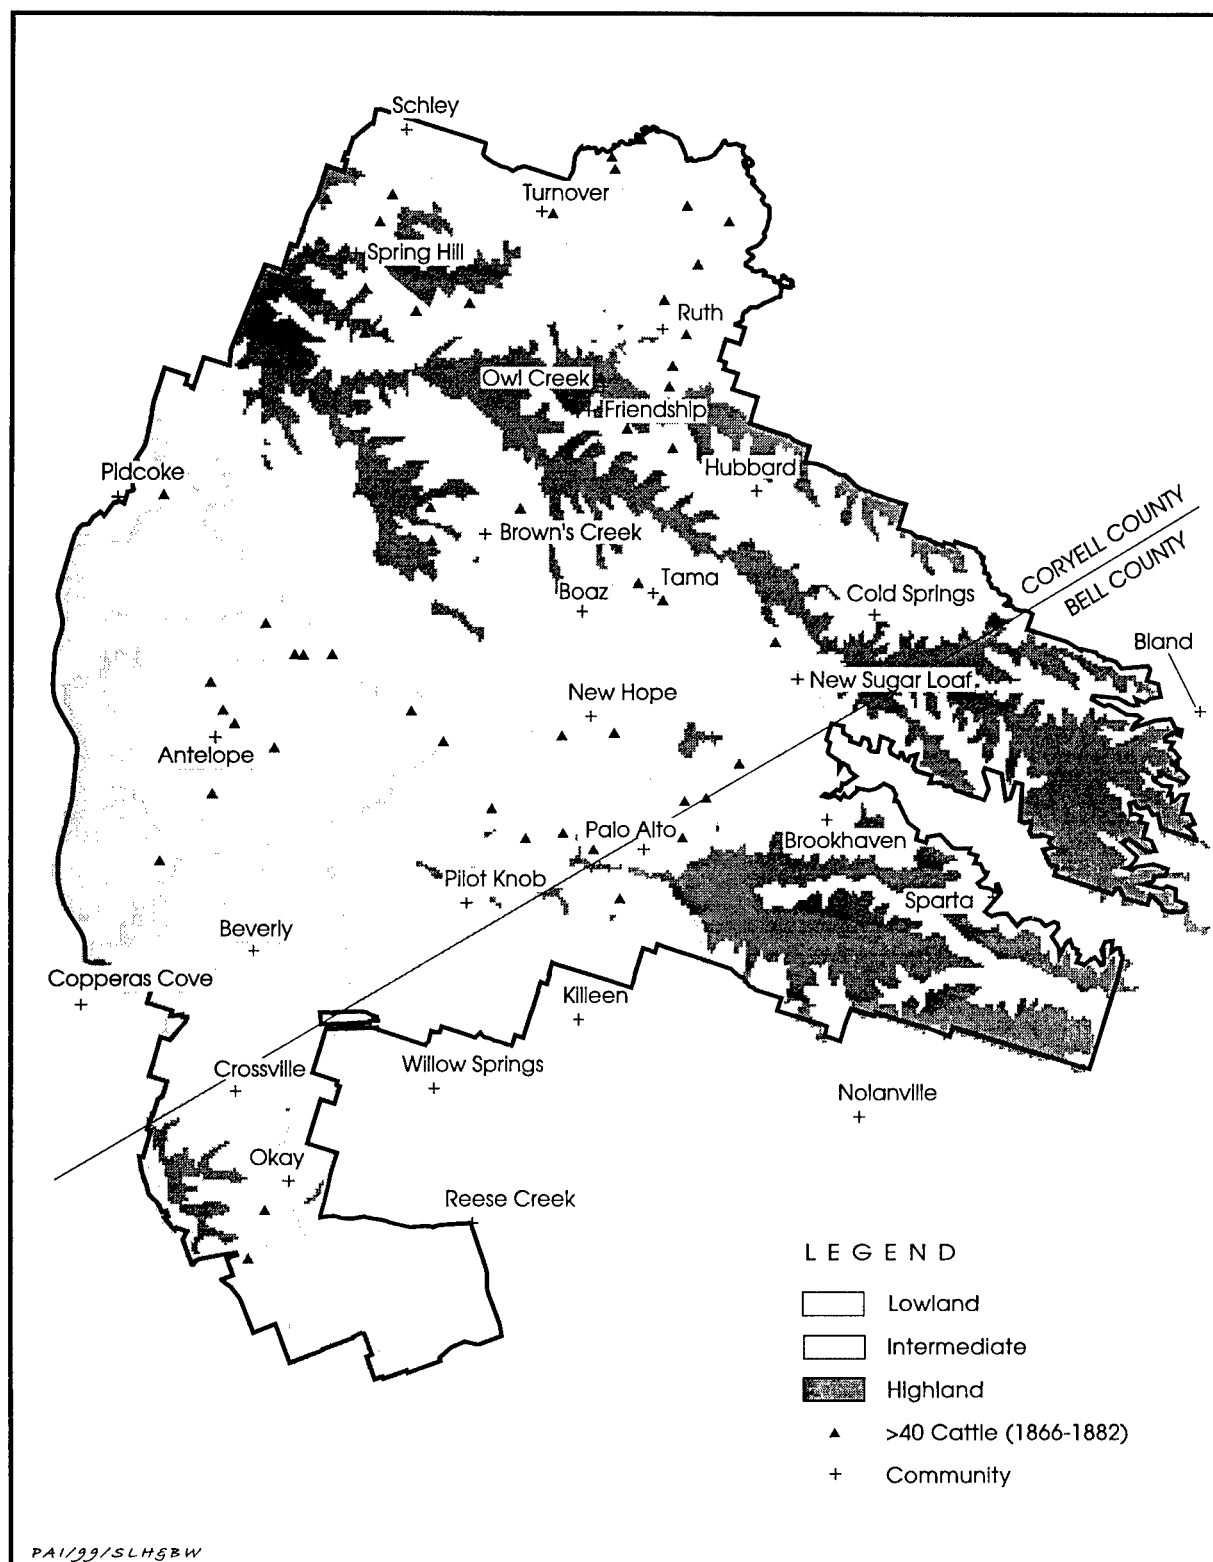 Schley
Turnover
Spring Hill
Ruth
Owl Creek
Friendship
Hubbard
Pidcoke
Brown's Creek
CORYELL COUNTY
BELL COUNTY
Tama
Boaz
Cold Springs
Bland
New Sugar Loaf
New Hope
Antelope
Palo Alto
Brookhaven
Pilot Knob
Sparta
Beverly
Copperas Cove
Killeen
Crossville
Willow Springs
Nolanville
Okay
Reese Creek
LEGEND
Lowland
Intermediate
Highland
>40 Cattle (1866-1882)
Community
PAI/99/SLH&BW